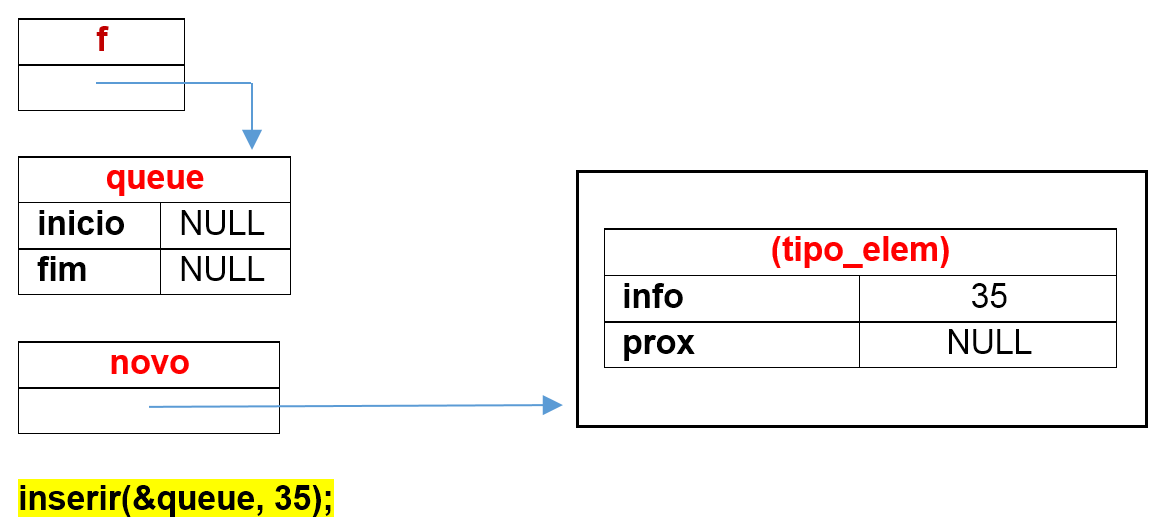 f
queue
inicio NULL
fim NULL
(tipo_elem)
info 35
prox NULL
novo
inserir(&queue, 35);